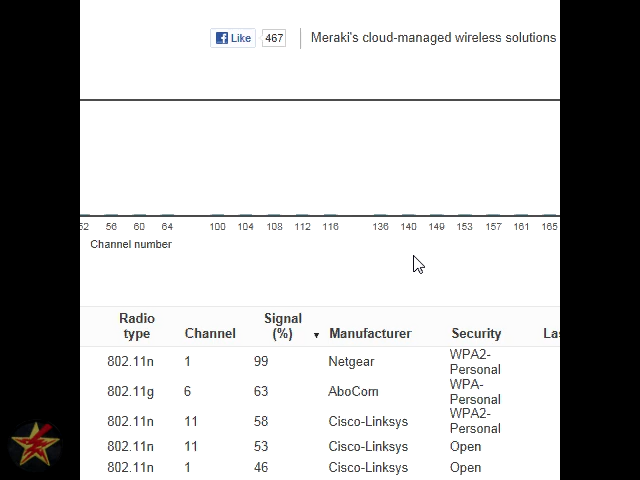 Like 467 Meraki's cloud-managed wireless solutions
52 56 60 64 100 104 108 112 116 136 140 149 153 157 161 165
Channel number
Radio type Channel Signal (%) Manufacturer Security Las
802.11n 1 99 Netgear WPA2-Personal
802.11g 6 63 AboCom WPA-Personal
802.11n 11 58 Cisco-Linksys WPA2-Personal
802.11n 11 53 Cisco-Linksys Open
802.11n 1 46 Cisco-Linksys Open